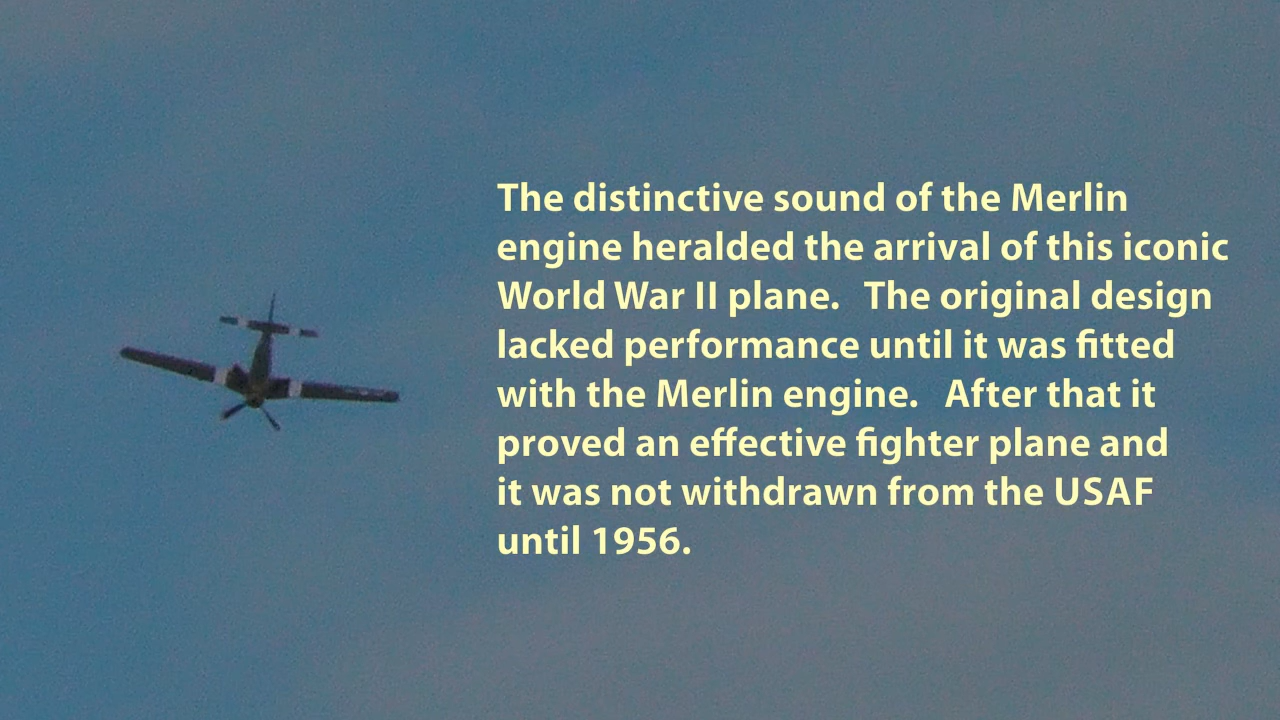 The distinctive sound of the Merlin
engine heralded the arrival of this iconic
World War II plane.   The original design
lacked performance until it was fitted
with the Merlin engine.   After that it
proved an effective fighter plane and
it was not withdrawn from the USAF
until 1956.